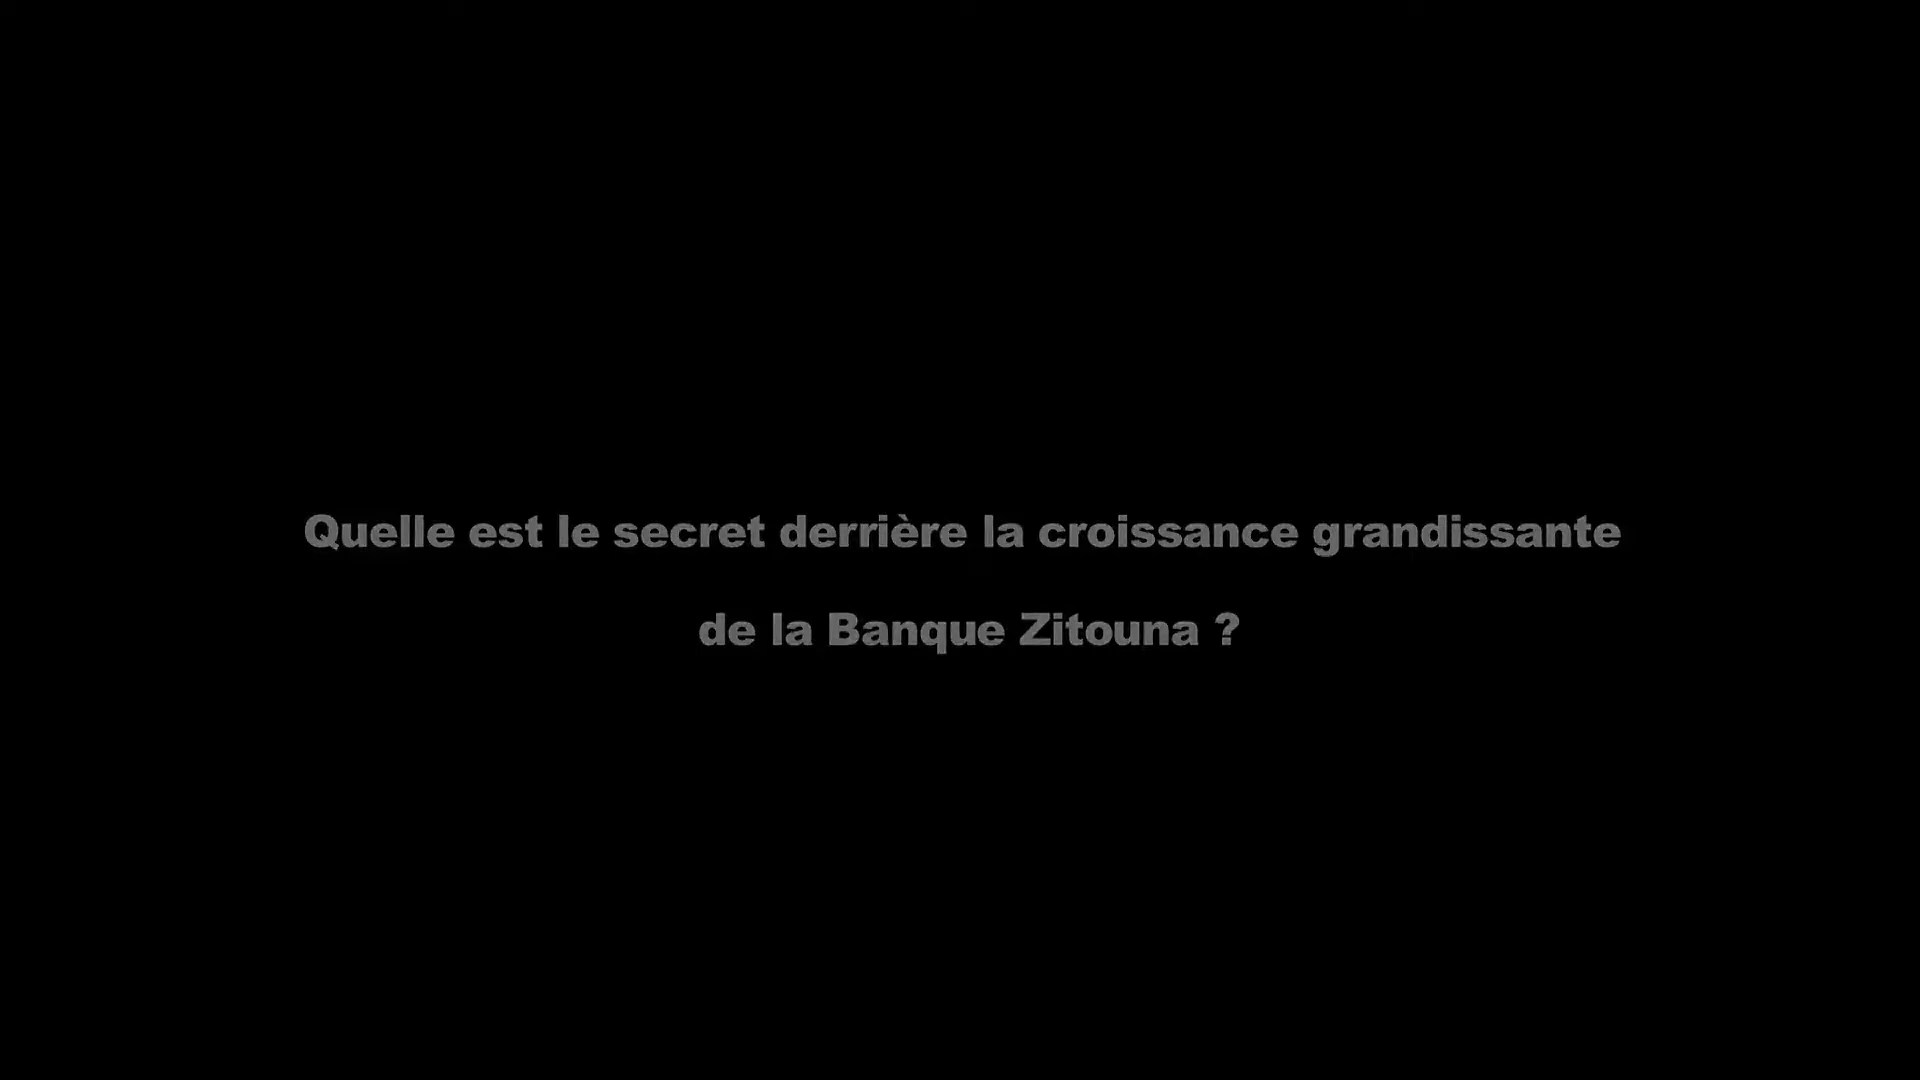 Quelle est le secret derrière la croissance grandissante
de la Banque Zitouna ?